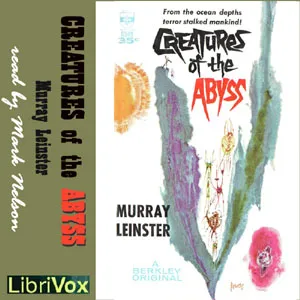 CREATURES of the ABYSS
Murray Leinster
read by Mark Nelson
LibriVox
From the ocean depths
terror stalked mankind!
35c
CREATURES
of the
ABYSS
MURRAY
LEINSTER
A
BERKLEY
ORIGINAL